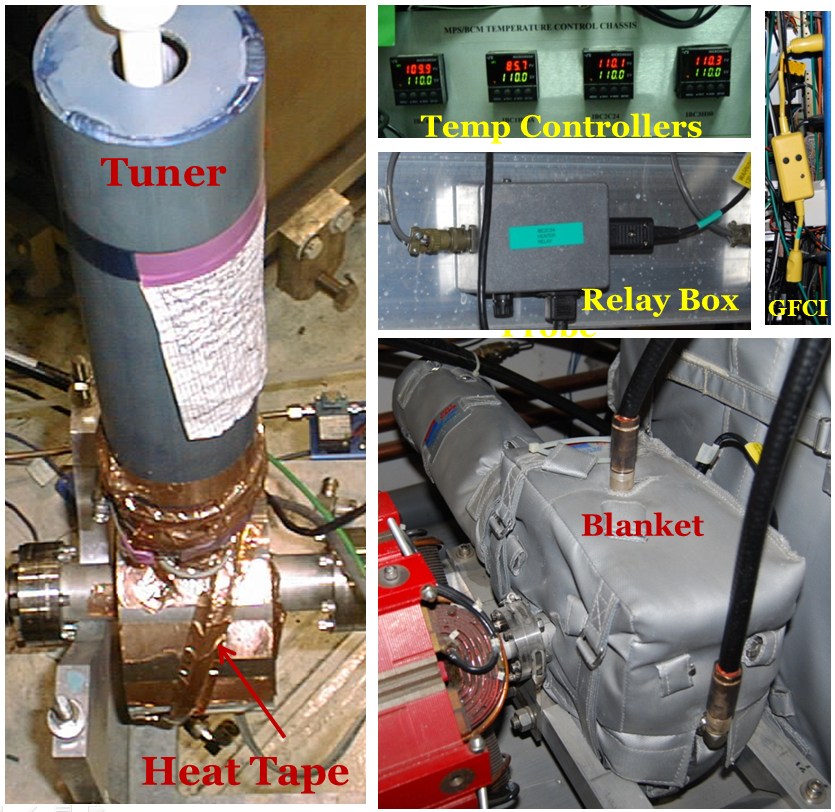 Tuner
Heat Tape
MPS/BCM TEMPERATURE CONTROL CHASSIS
109.9
110.0
85.7
110.0
110.1
110.0
110.3
110.0
Temp Controllers
Relay Box
GFCI
Probe
Blanket